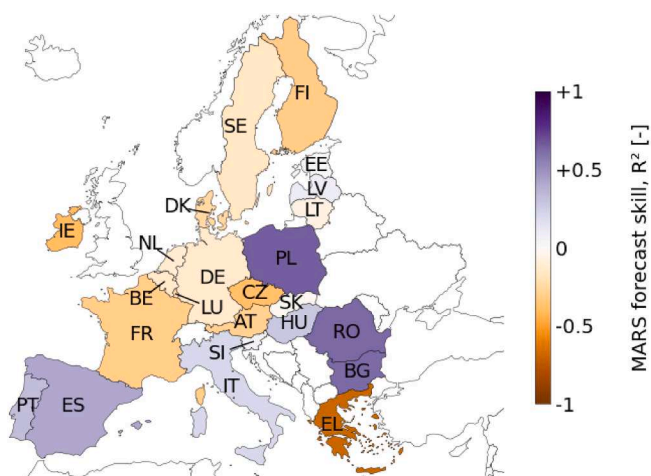 FI
SE
EE
LV
LT
DK
IE
NL
PL
DE
BE
CZ
LU
SK
AT
HU
FR
RO
SI
BG
IT
PT
ES
EL
+1
+0.5
0
-0.5
-1
MARS forecast skill, R² [-]